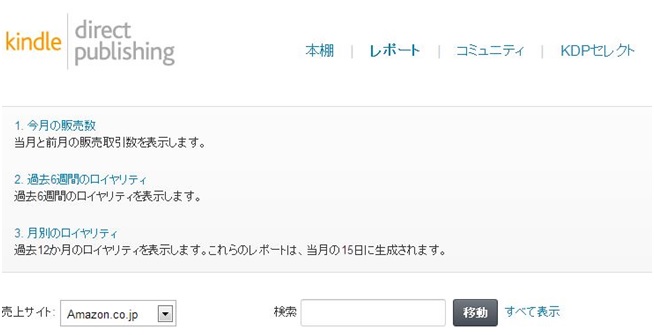 kindle direct publishing
本棚 | レポート | コミュニティ | KDPセレクト
1. 今月の販売数
当月と前月の販売取引数を表示します。
2. 過去6週間のロイヤリティ
過去6週間のロイヤリティを表示します。
3. 月別のロイヤリティ
過去12か月のロイヤリティを表示します。これらのレポートは、当月の15日に生成されます。
売上サイト: Amazon.co.jp 検索 移動 すべて表示